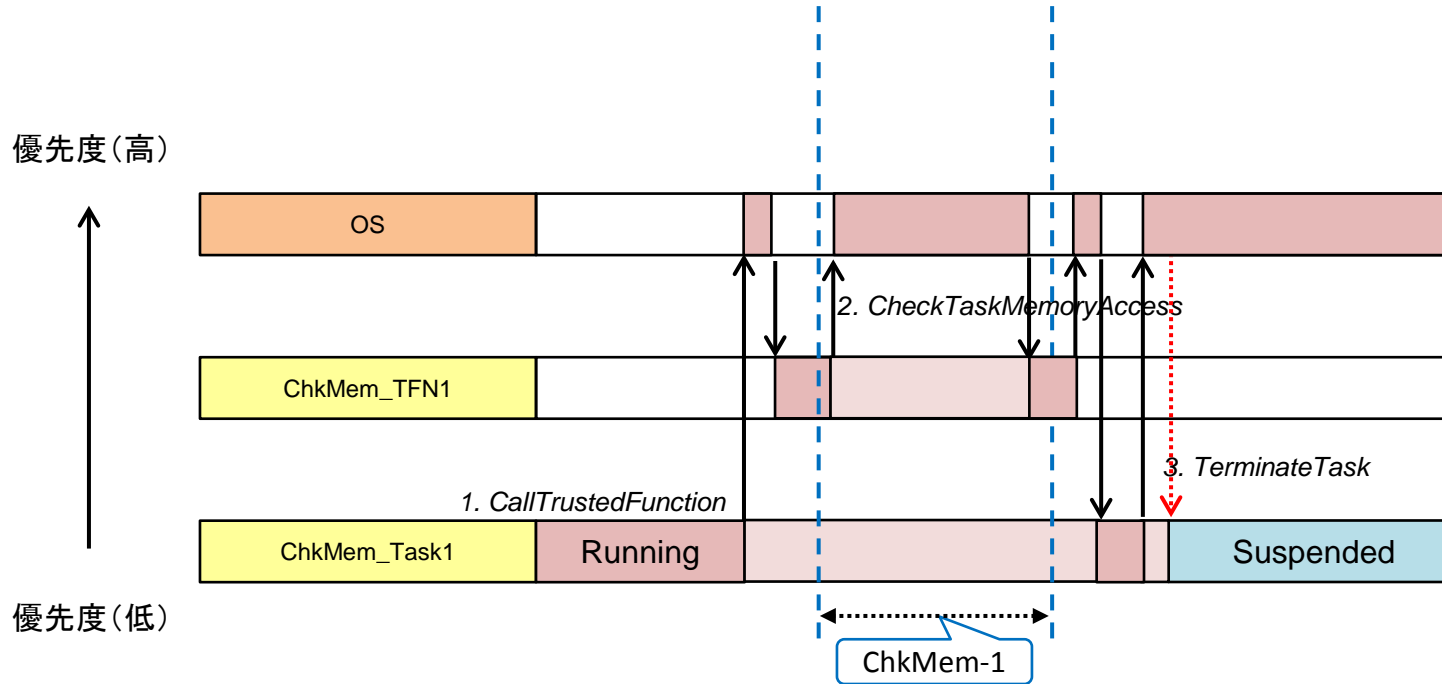 優先度（高）
OS
2. CheckTaskMemoryAccess
ChkMem_TFN1
3. TerminateTask
1. CallTrustedFunction
ChkMem_Task1
Running
Suspended
優先度（低）
ChkMem-1